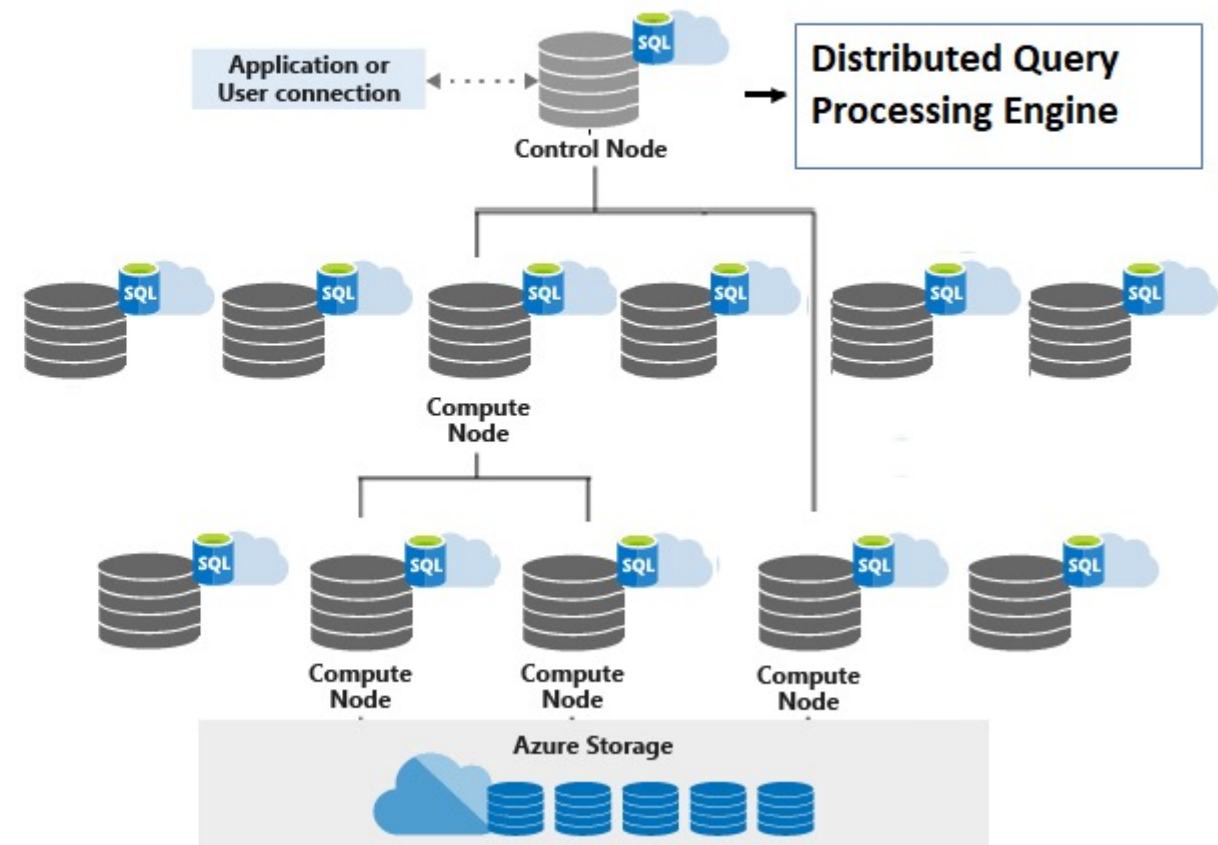 SQL
Application or
User connection
Distributed Query
Processing Engine
Control Node
SQL
SQL
SQL
SQL
SQL
SQL
Compute
Node
SQL
SQL
SQL
SQL
SQL
Compute
Node
Compute
Node
Compute
Node
Azure Storage